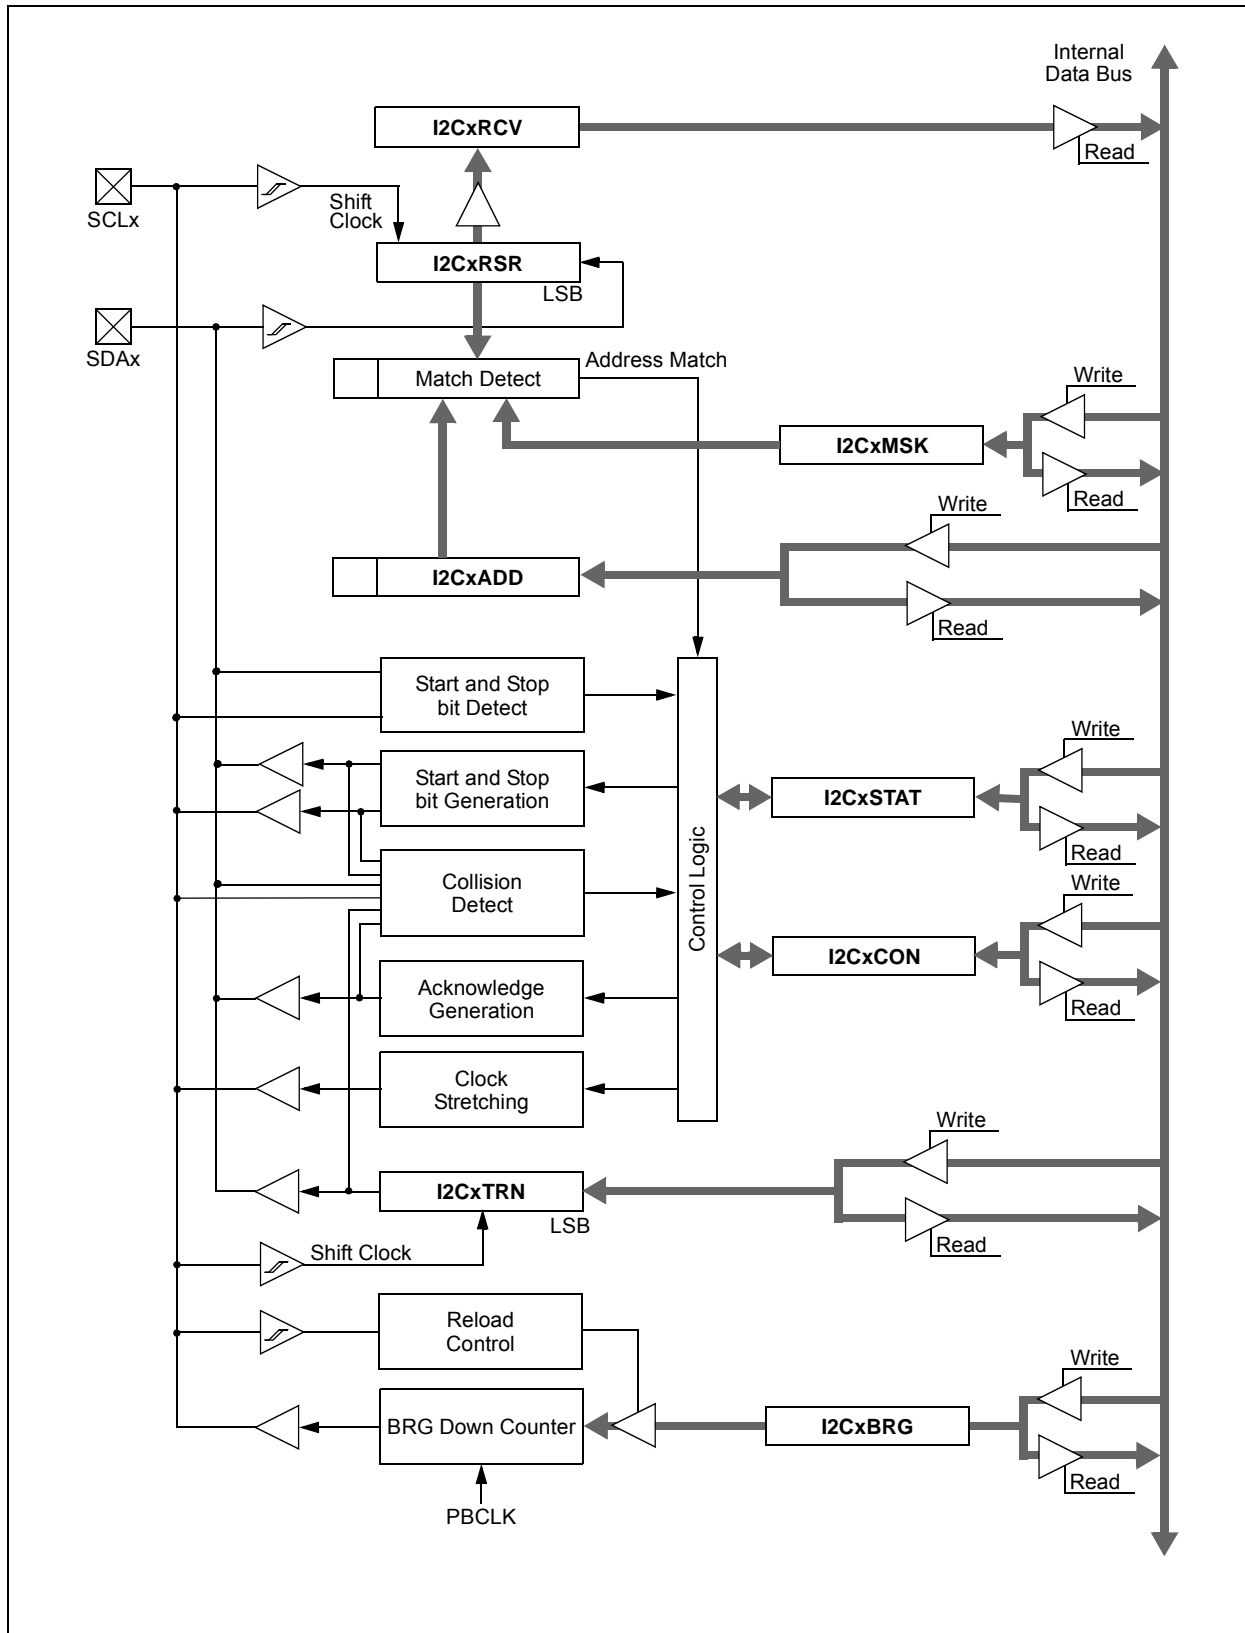 Internal
Data Bus
I2CxRCV
Read
SCLx
Shift
Clock
I2CxRSR
LSB
SDAx
Address Match
Match Detect
Write
I2CxMSK
Read
Write
I2CxADD
Read
Start and Stop
bit Detect
Write
Start and Stop
bit Generation
I2CxSTAT
Read
Control Logic
Collision
Detect
Write
I2CxCON
Read
Acknowledge
Generation
Clock
Stretching
Write
I2CxTRN
LSB
Read
Shift Clock
Reload
Control
Write
BRG Down Counter
I2CxBRG
Read
PBCLK